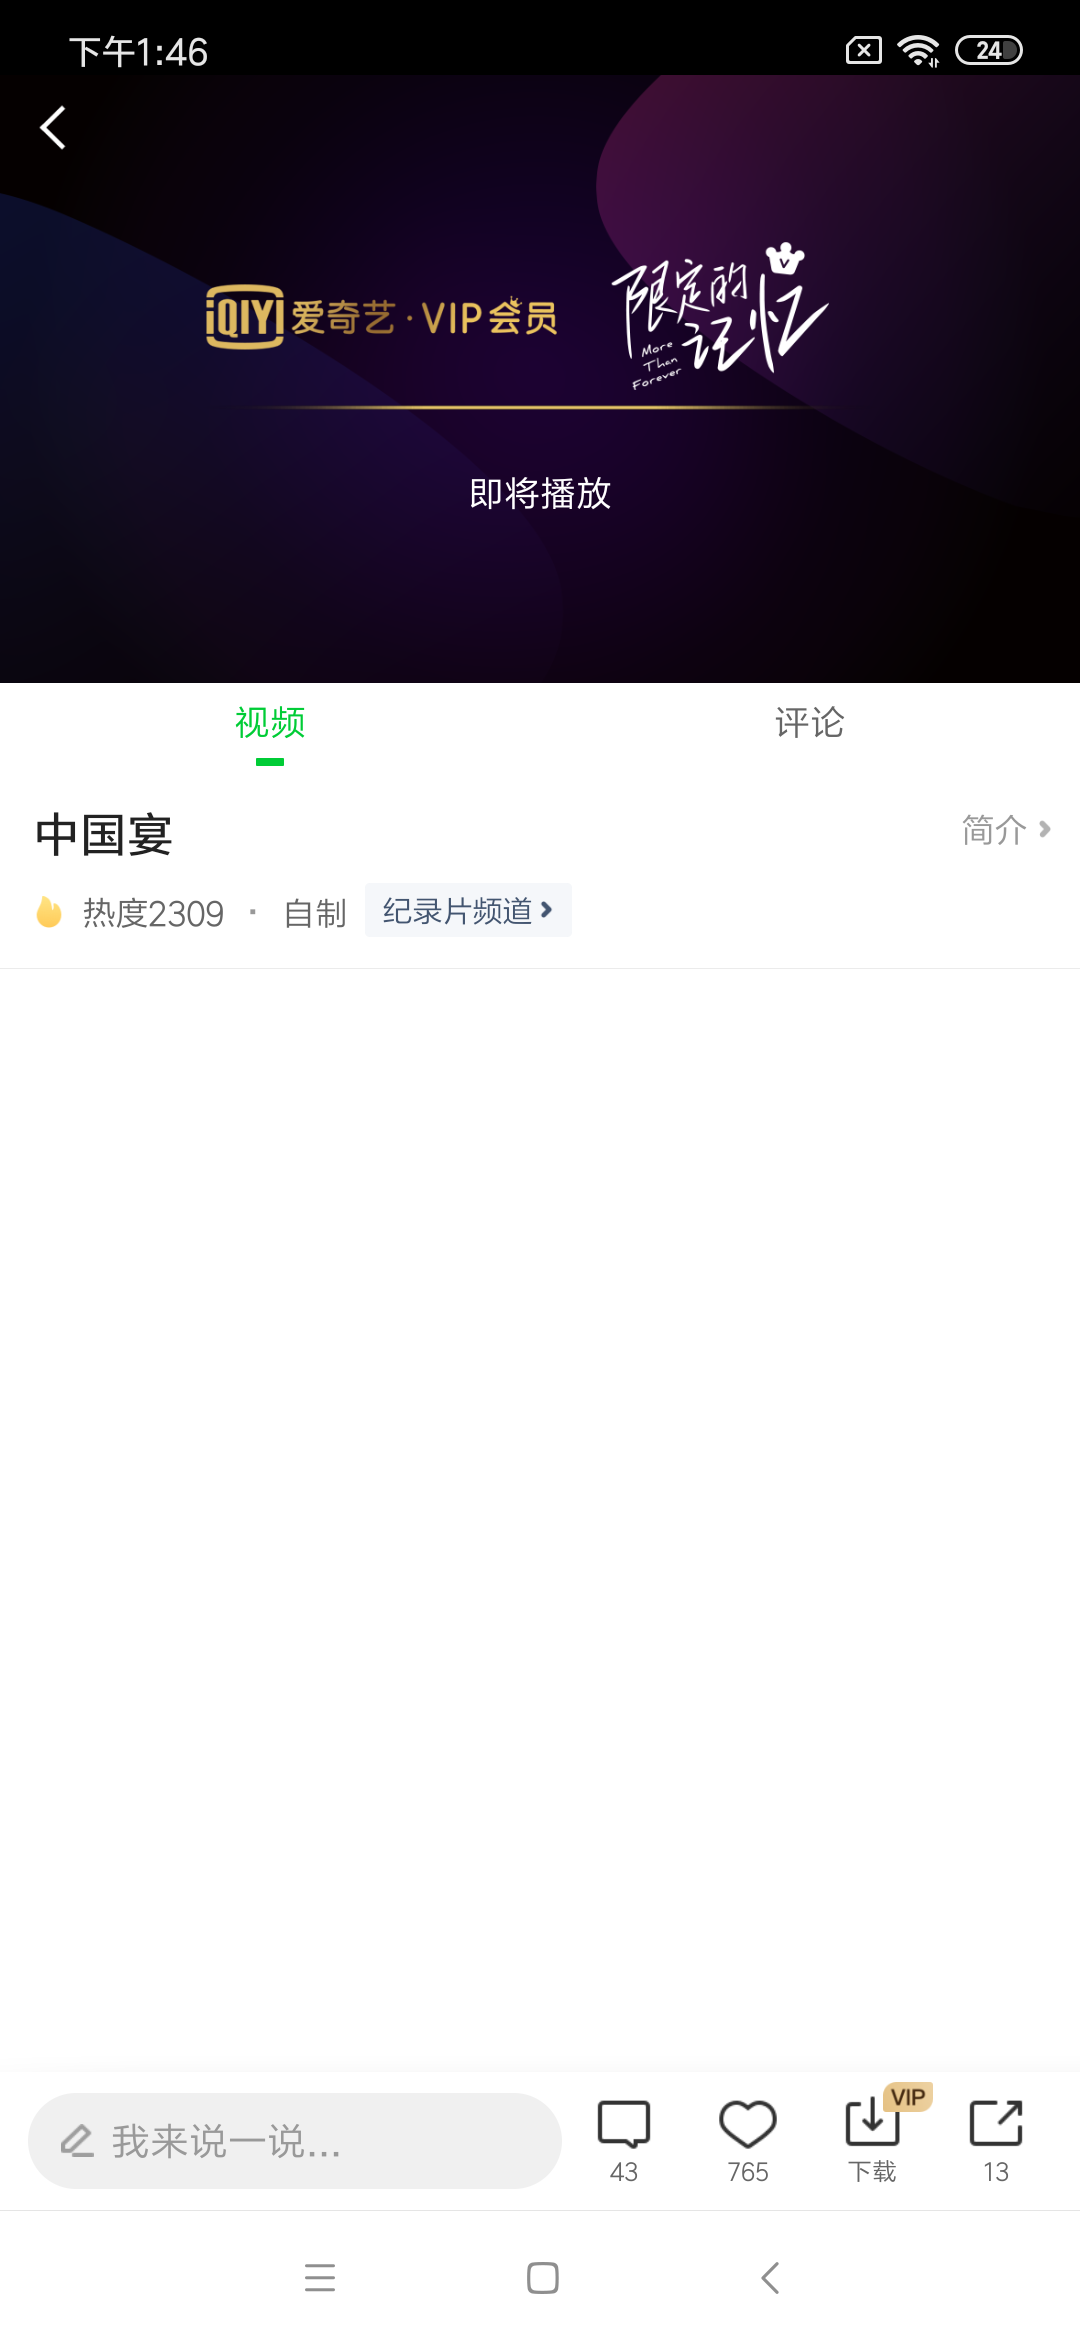 下午1:46
24
iQIYI 爱奇艺·VIP会员
限定的记忆
More
Than
Forever
即将播放
视频
评论
中国宴
简介
热度2309 · 自制 纪录片频道
我来说一说...
43
765
VIP
下载
13